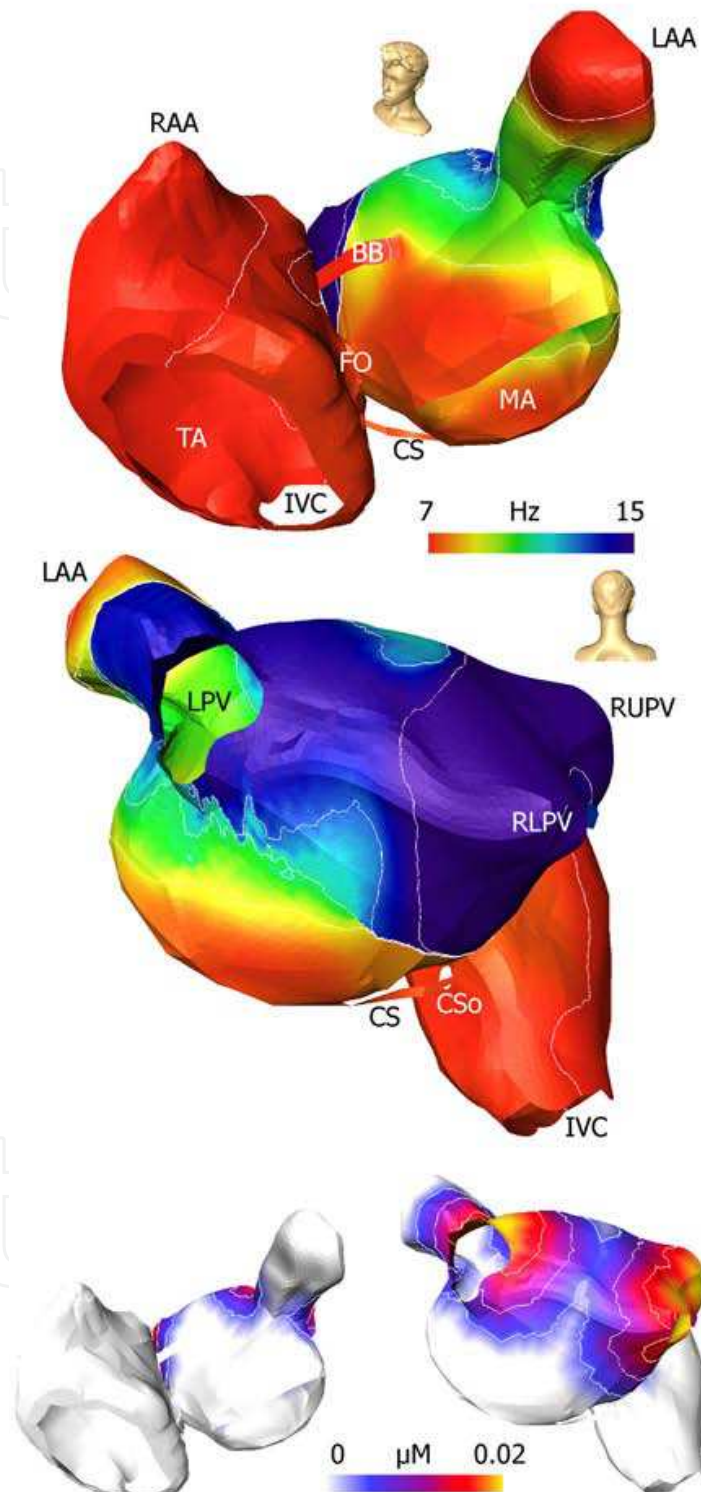 LAA
RAA
BB
FO
MA
TA
CS
IVC
7 Hz 15
LAA
LPV
RUPV
RLPV
CS CSo
IVC
0 µM 0.02